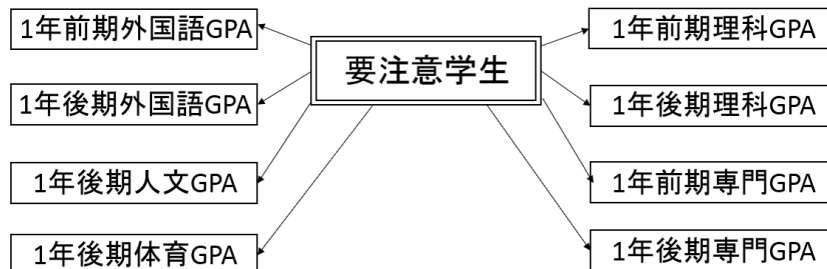 1年前期外国語GPA
1年後期外国語GPA
1年後期人文GPA
1年後期体育GPA
要注意学生
1年前期理科GPA
1年後期理科GPA
1年前期専門GPA
1年後期専門GPA